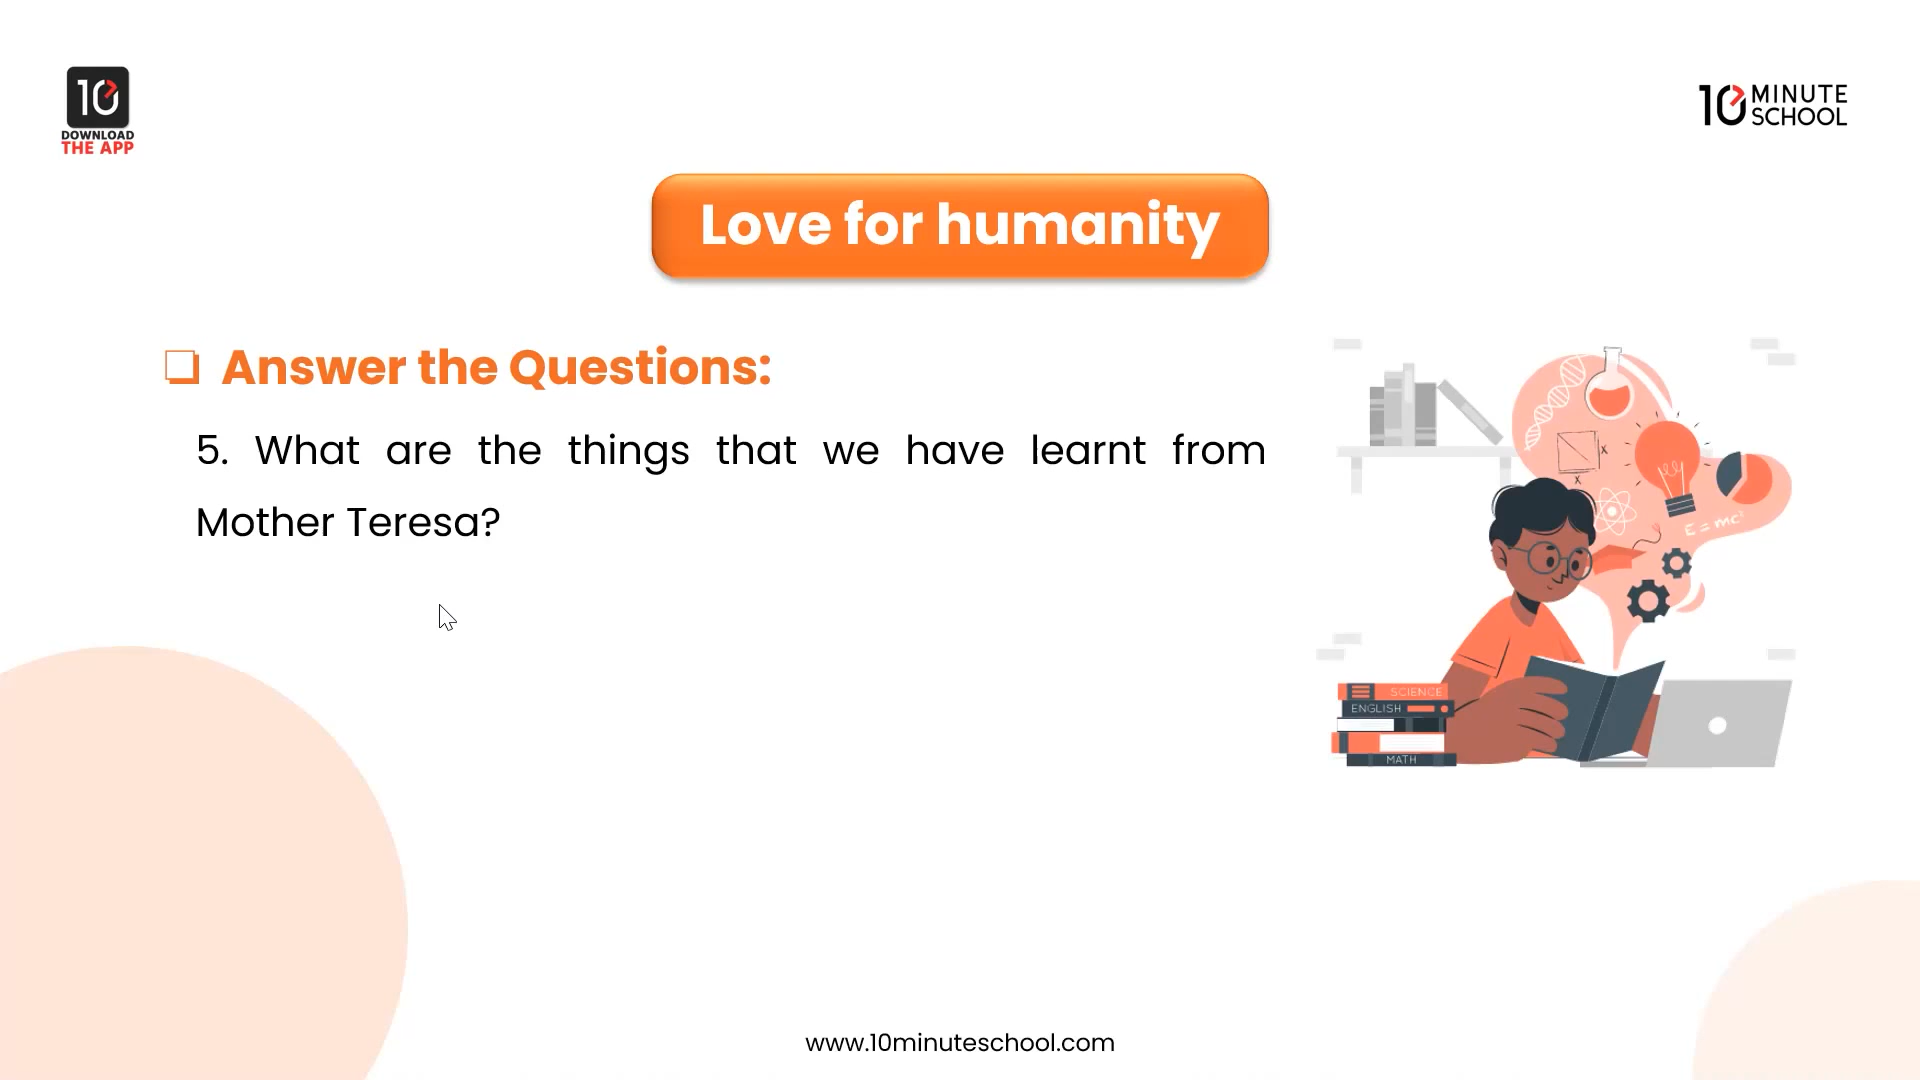 10
DOWNLOAD
THE APP
10 MINUTE
SCHOOL
Love for humanity
Answer the Questions:
5. What are the things that we have learnt from
Mother Teresa?
x
x
E = mc²
SCIENCE
ENGLISH
MATH
www.10minuteschool.com